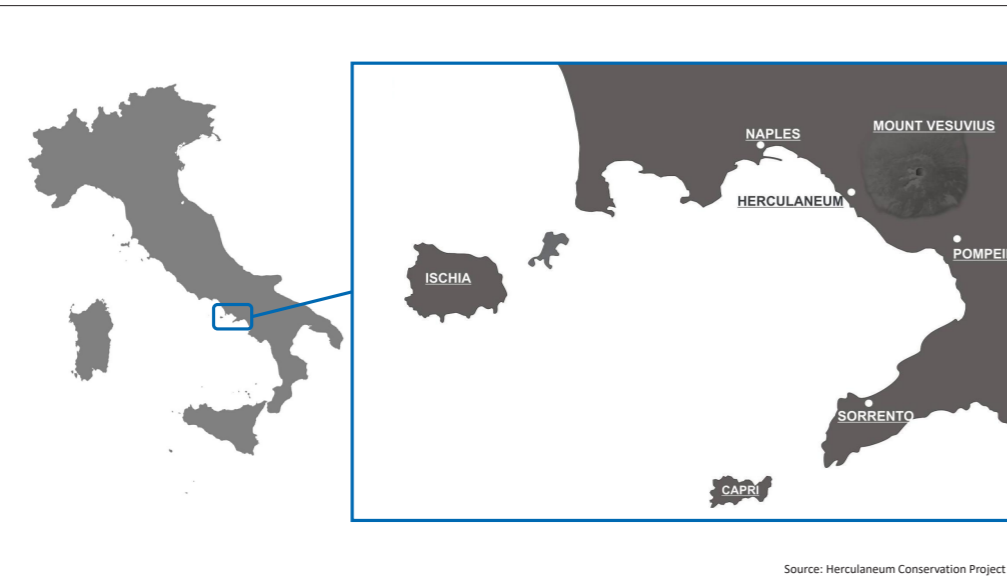 NAPLES
MOUNT VESUVIUS
HERCULANEUM
POMPEII
ISCHIA
SORRENTO
CAPRI
Source: Herculaneum Conservation Project